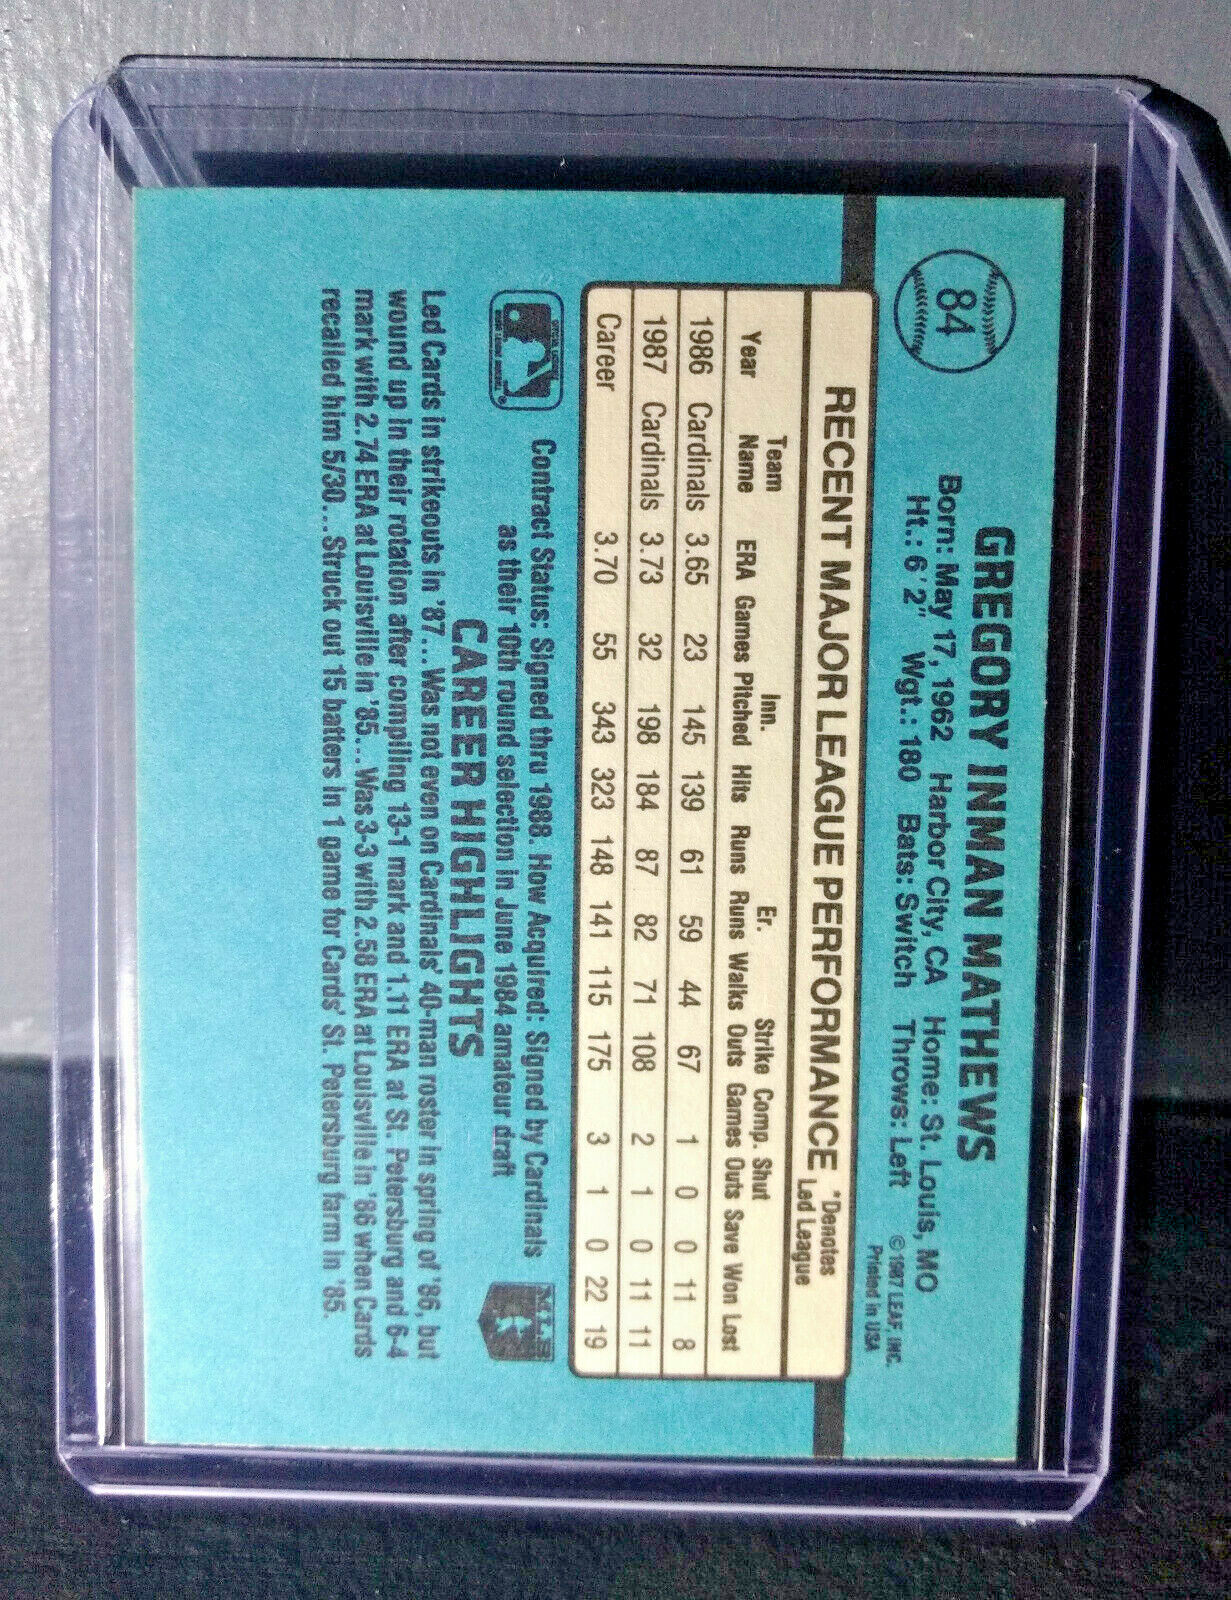 84
GREGORY INMAN MATHEWS
Born: May 17, 1962 Harbor City, CA Home: St. Louis, MO
Ht.: 6'2" Wgt.: 180 Bats: Switch Throws: Left
©1987 LEAF, INC.
Printed in USA
RECENT MAJOR LEAGUE PERFORMANCE *Denotes Led League
Team Inn. Er. Strike Comp. Shut
Year Name ERA Games Pitched Hits Runs Runs Walks Outs Games Outs Save Won Lost
1986 Cardinals 3.65 23 145 139 61 59 44 67 1 0 0 11 8
1987 Cardinals 3.73 32 198 184 87 82 71 108 2 1 0 11 11
Career 3.70 55 343 323 148 141 115 175 3 1 0 22 19
Contract Status: Signed thru 1988. How Acquired: Signed by Cardinals
as their 10th round selection in June 1984 amateur draft
MLB
CAREER HIGHLIGHTS
Led Cards in strikeouts in '87...Was not even on Cardinals' 40-man roster in spring of '86, but
wound up in their rotation after compiling 13-1 mark and 1.11 ERA at St. Petersburg and 6-4
mark with 2.74 ERA at Louisville in '85...Was 3-3 with 2.58 ERA at Louisville in '86 when Cards
recalled him 5/30...Struck out 15 batters in 1 game for Cards' St. Petersburg farm in '85.